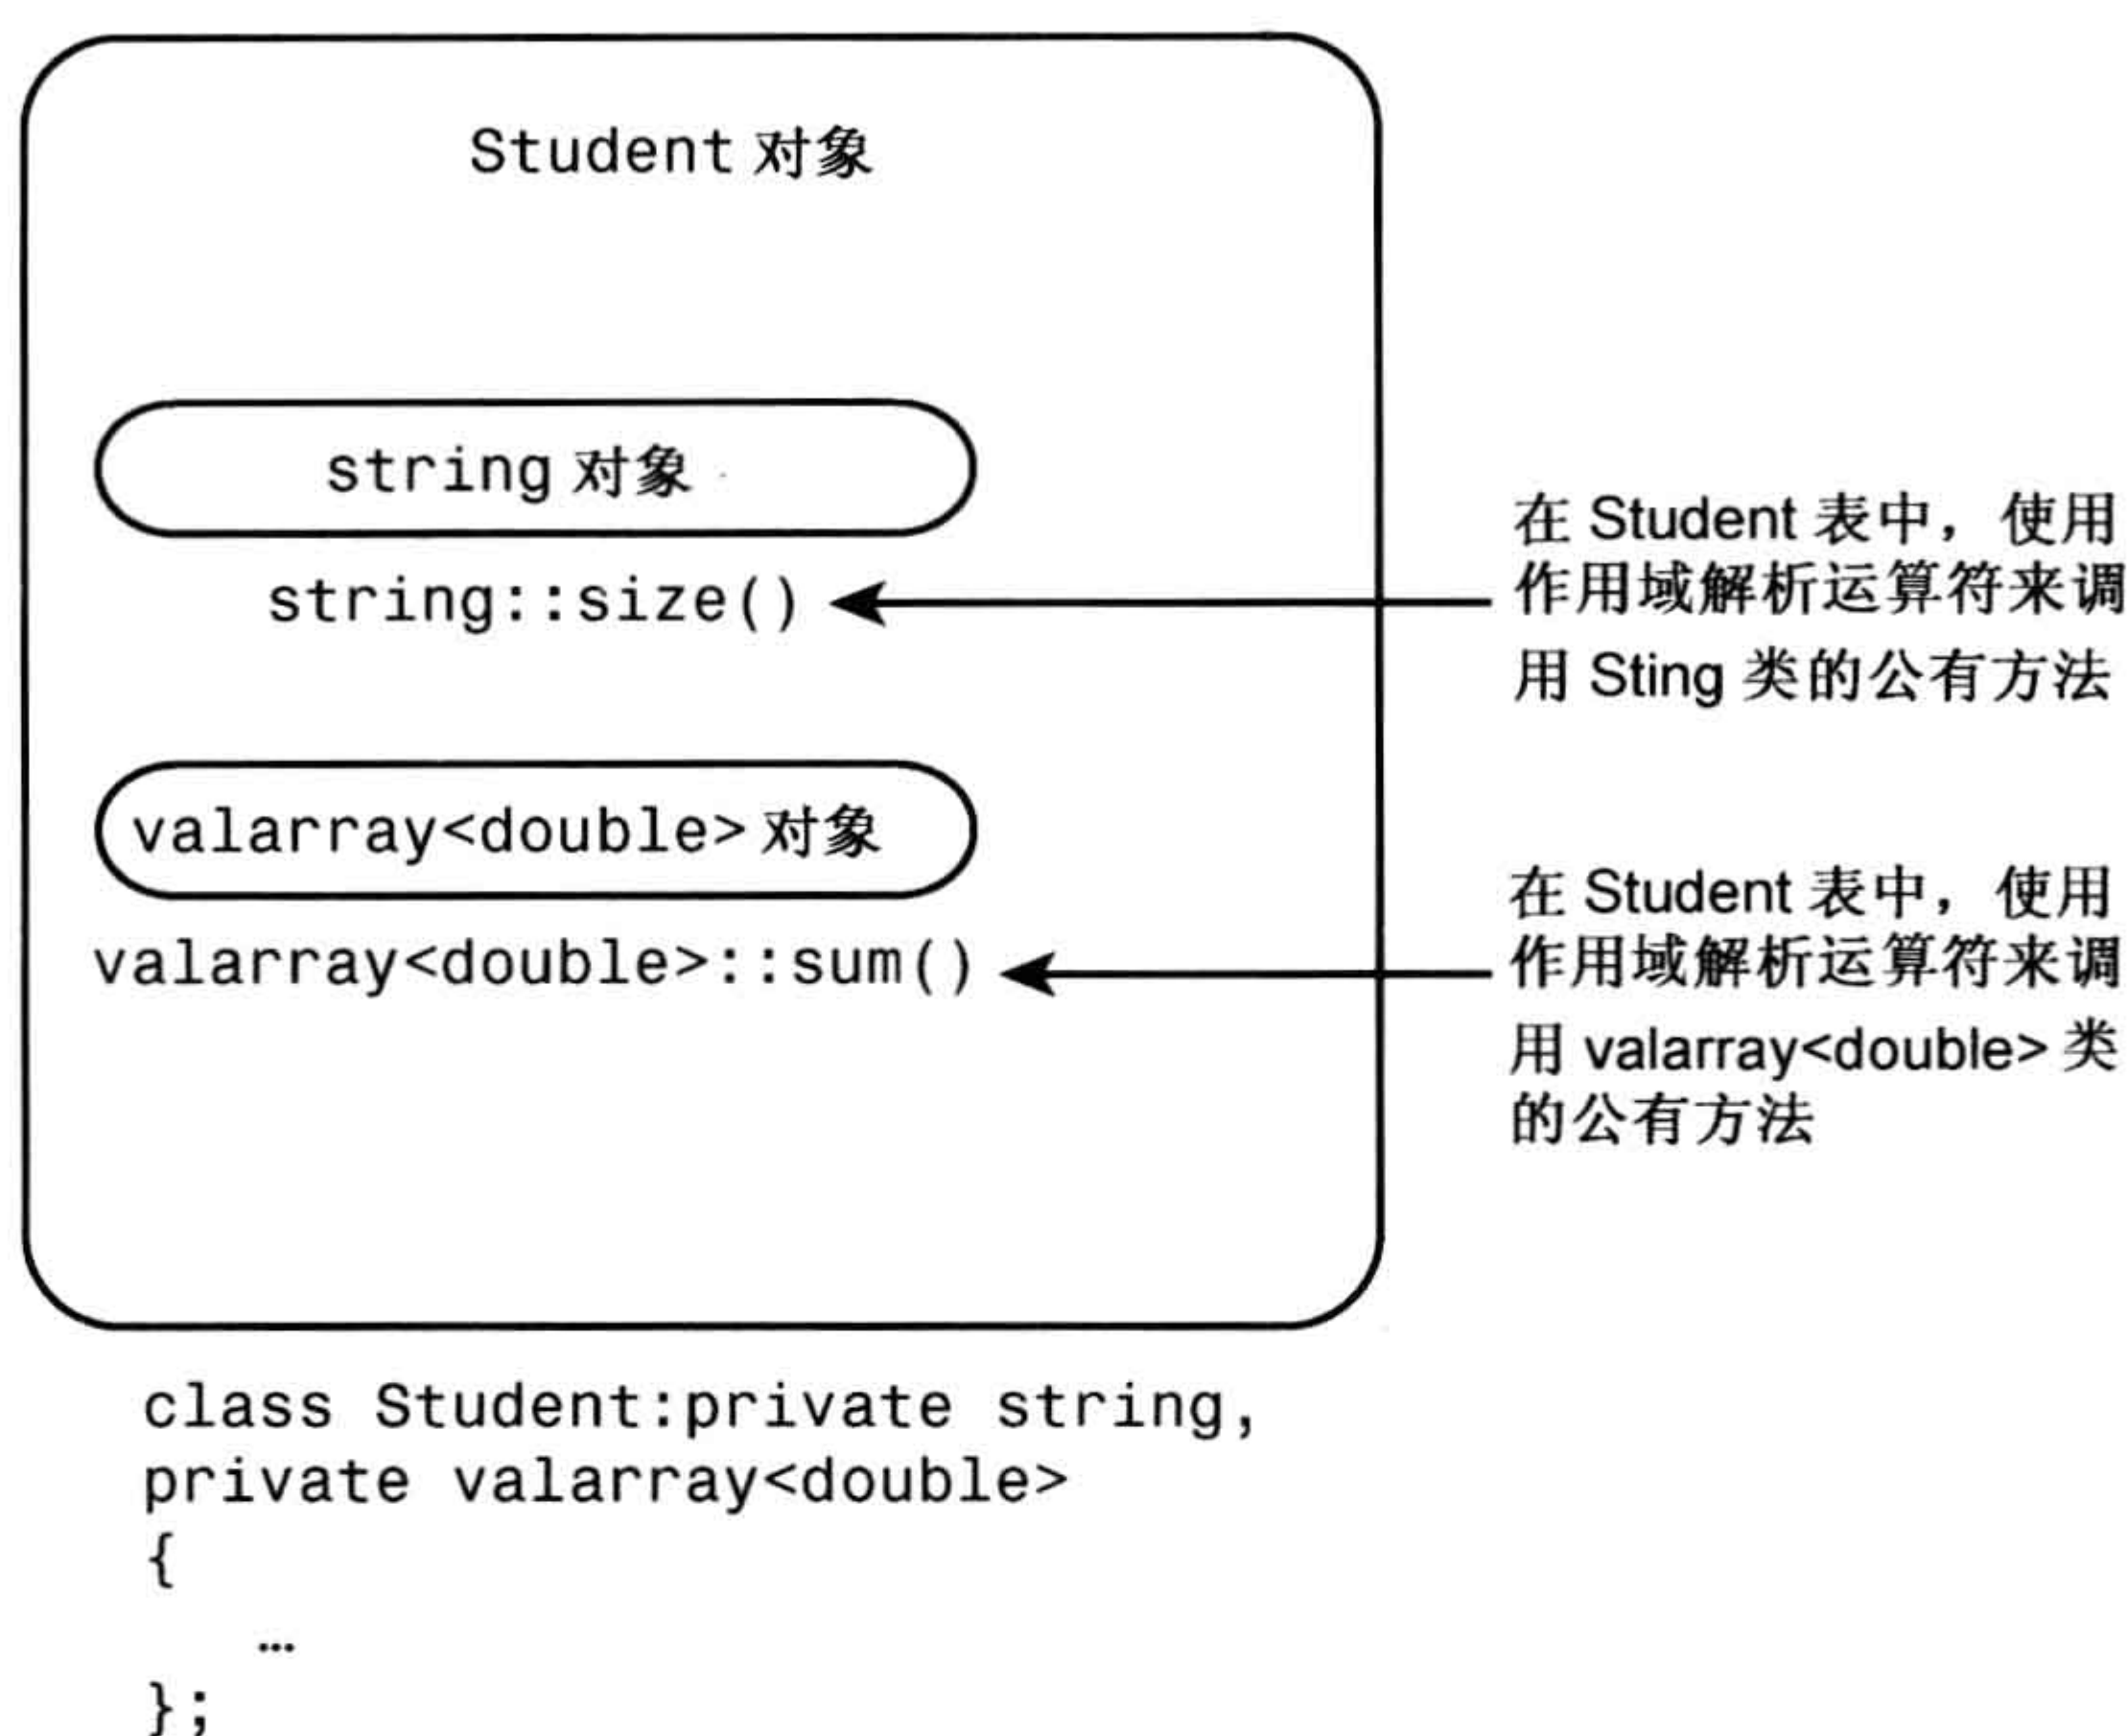 Student 对象
string 对象
string::size()
在 Student 表中，使用
作用域解析运算符来调
用 Sting 类的公有方法
valarray<double> 对象
valarray<double>::sum()
在 Student 表中，使用
作用域解析运算符来调
用 valarray<double> 类
的公有方法
class Student:private string,
private valarray<double>
{
…
};